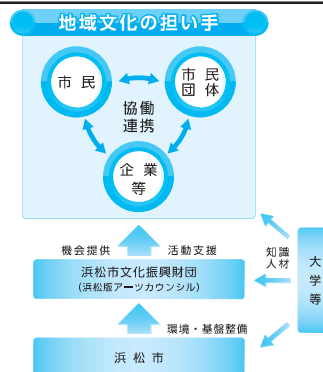 地域文化の担い手
市民
市民
団体
協働
連携
企業
等
機会提供
活動支援
知識
人材
大
学
等
浜松市文化振興財団
(浜松版アーツカウンシル)
環境・基盤整備
浜松市